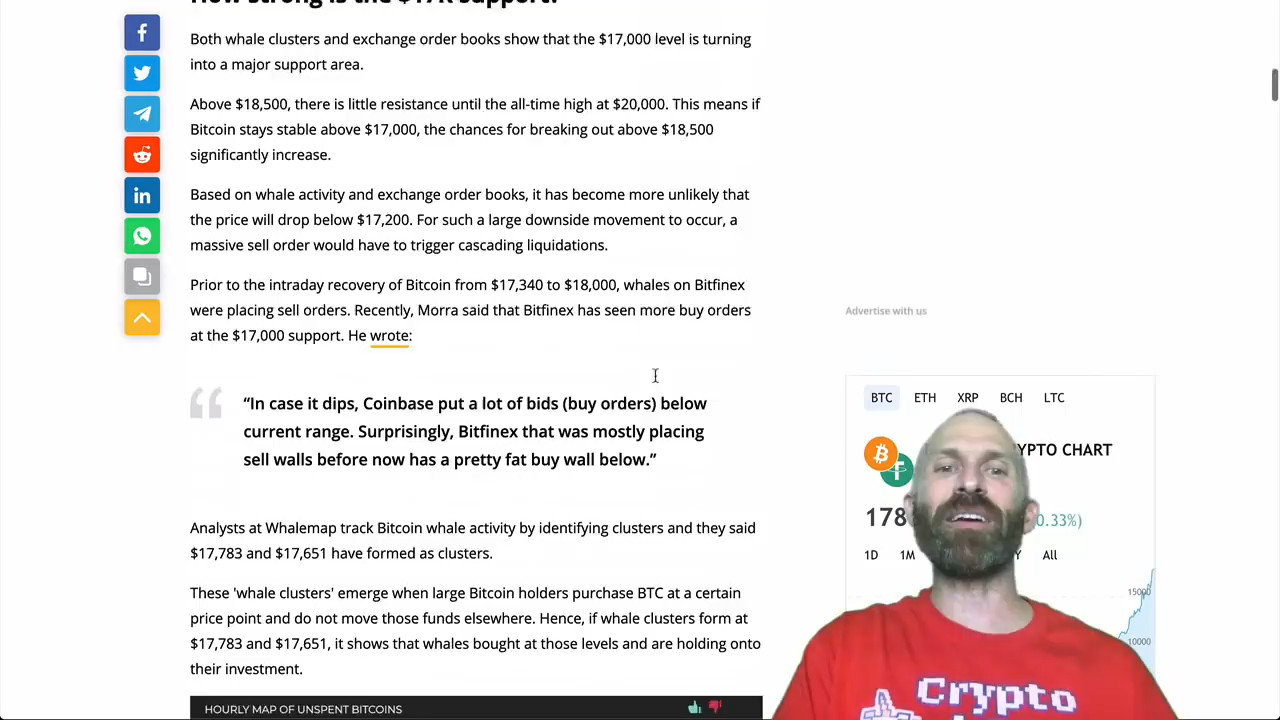 How strong is the $17K support?
Both whale clusters and exchange order books show that the $17,000 level is turning
into a major support area.
Above $18,500, there is little resistance until the all-time high at $20,000. This means if
Bitcoin stays stable above $17,000, the chances for breaking out above $18,500
significantly increase.
Based on whale activity and exchange order books, it has become more unlikely that
the price will drop below $17,200. For such a large downside movement to occur, a
massive sell order would have to trigger cascading liquidations.
Prior to the intraday recovery of Bitcoin from $17,340 to $18,000, whales on Bitfinex
were placing sell orders. Recently, Morra said that Bitfinex has seen more buy orders
at the $17,000 support. He wrote:
“In case it dips, Coinbase put a lot of bids (buy orders) below
current range. Surprisingly, Bitfinex that was mostly placing
sell walls before now has a pretty fat buy wall below.”
Analysts at Whalemap track Bitcoin whale activity by identifying clusters and they said
$17,783 and $17,651 have formed as clusters.
These 'whale clusters' emerge when large Bitcoin holders purchase BTC at a certain
price point and do not move those funds elsewhere. Hence, if whale clusters form at
$17,783 and $17,651, it shows that whales bought at those levels and are holding onto
their investment.
HOURLY MAP OF UNSPENT BITCOINS
Advertise with us
BTC ETH XRP BCH LTC
YPTO CHART
178 0.33%)
1D 1M Y All
15000
10000
Crypto